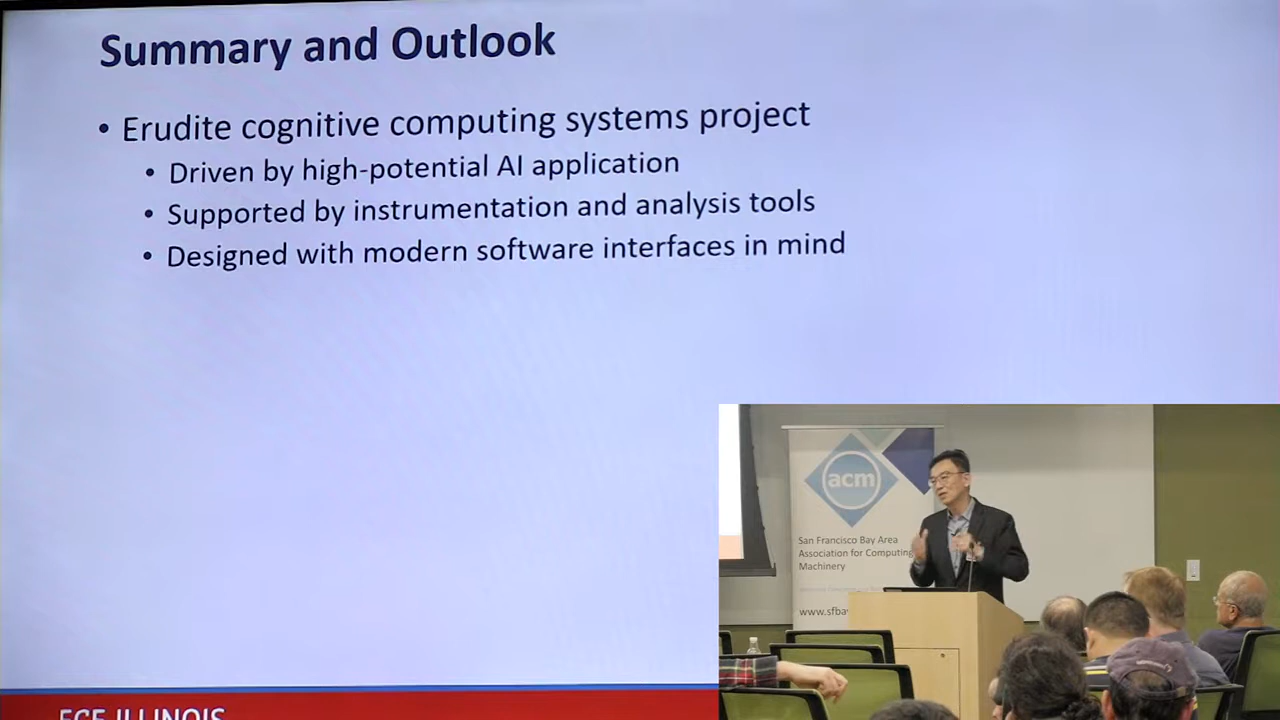 Summary and Outlook
• Erudite cognitive computing systems project
• Driven by high-potential AI application
• Supported by instrumentation and analysis tools
• Designed with modern software interfaces in mind
acm
San Francisco Bay Area
Association for Computing
Machinery
www.sfba
ECE ILLINOIS